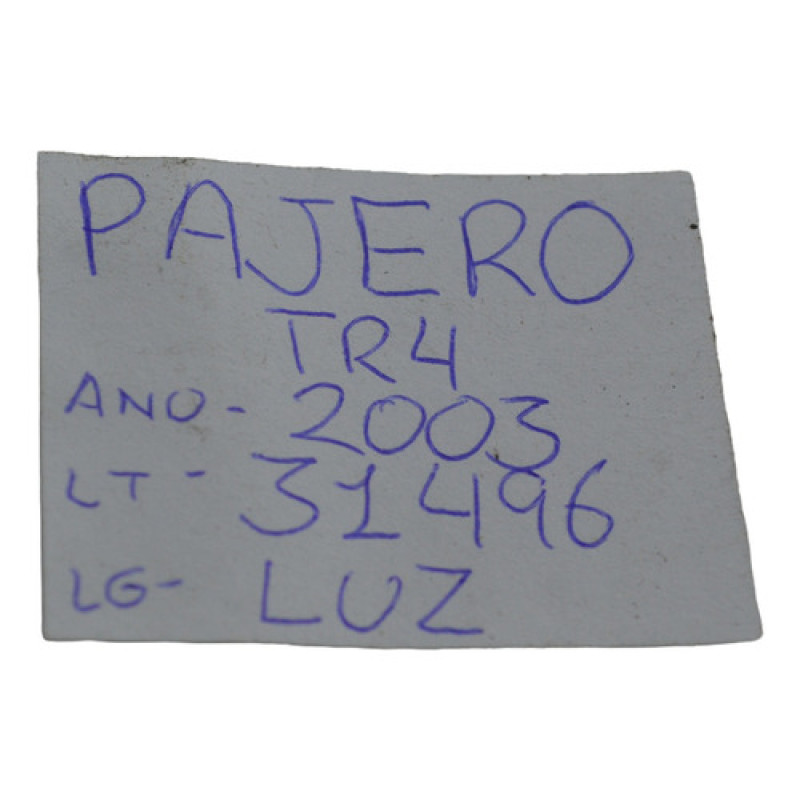 PAJERO
TR4
ANO- 2003
LT- 31496
LG- LUZ